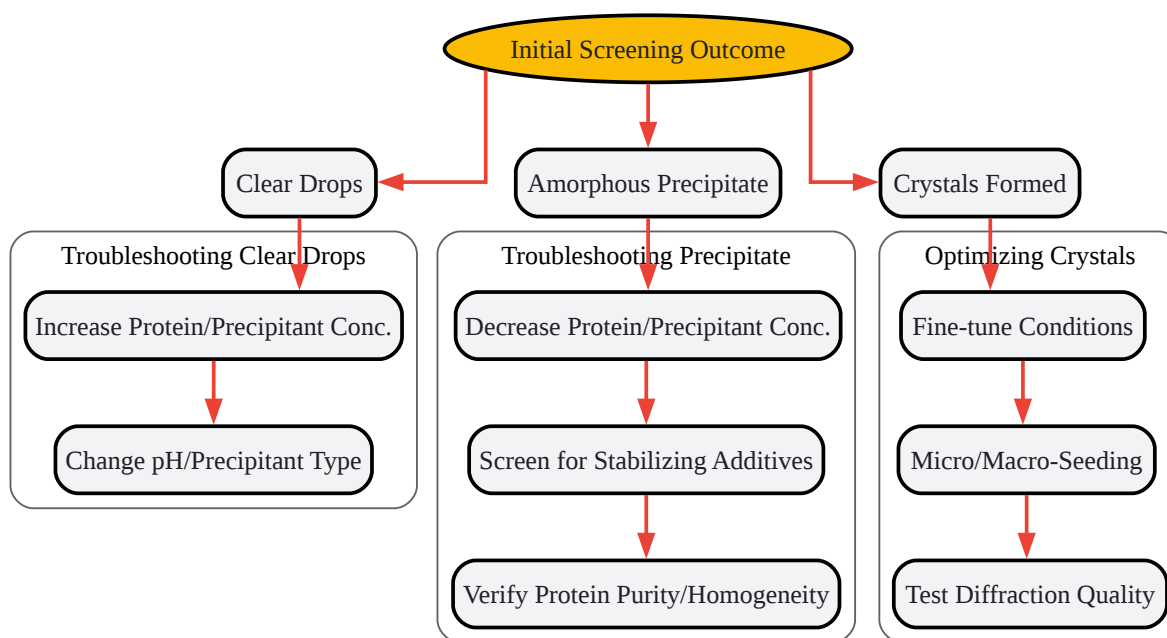 Initial Screening Outcome
Clear Drops
Amorphous Precipitate
Crystals Formed
Troubleshooting Clear Drops
Troubleshooting Precipitate
Optimizing Crystals
Increase Protein/Precipitant Conc.
Decrease Protein/Precipitant Conc.
Fine-tune Conditions
Change pH/Precipitant Type
Screen for Stabilizing Additives
Micro/Macro-Seeding
Verify Protein Purity/Homogeneity
Test Diffraction Quality